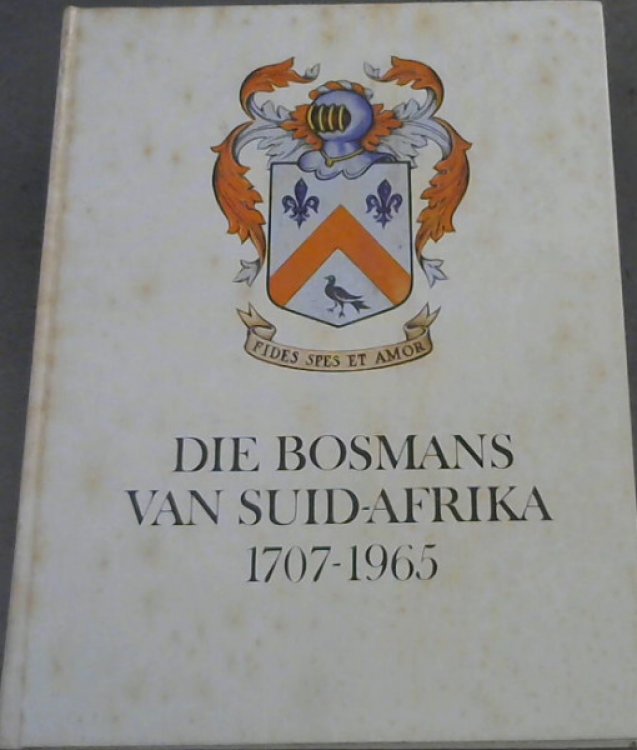 FIDES SPES ET AMOR
DIE BOSMANS
VAN SUID-AFRIKA
1707-1965